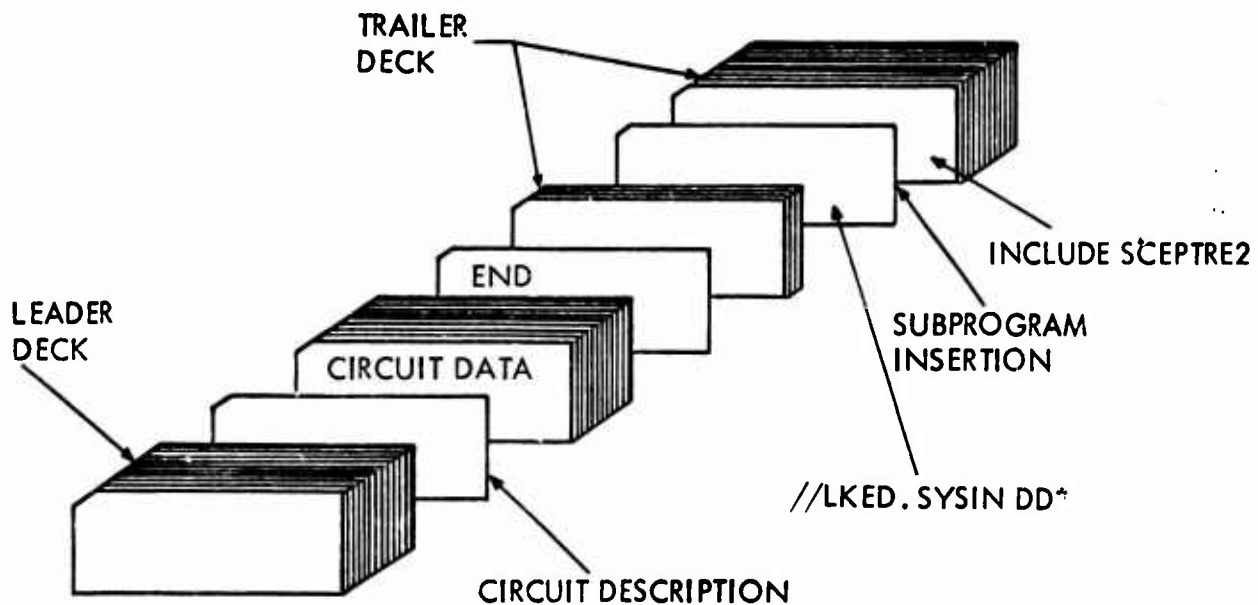 TRAILER
DECK
INCLUDE SCEPTRE2
END
SUBPROGRAM
INSERTION
LEADER
DECK
CIRCUIT DATA
//LKED. SYSIN DD*
CIRCUIT DESCRIPTION